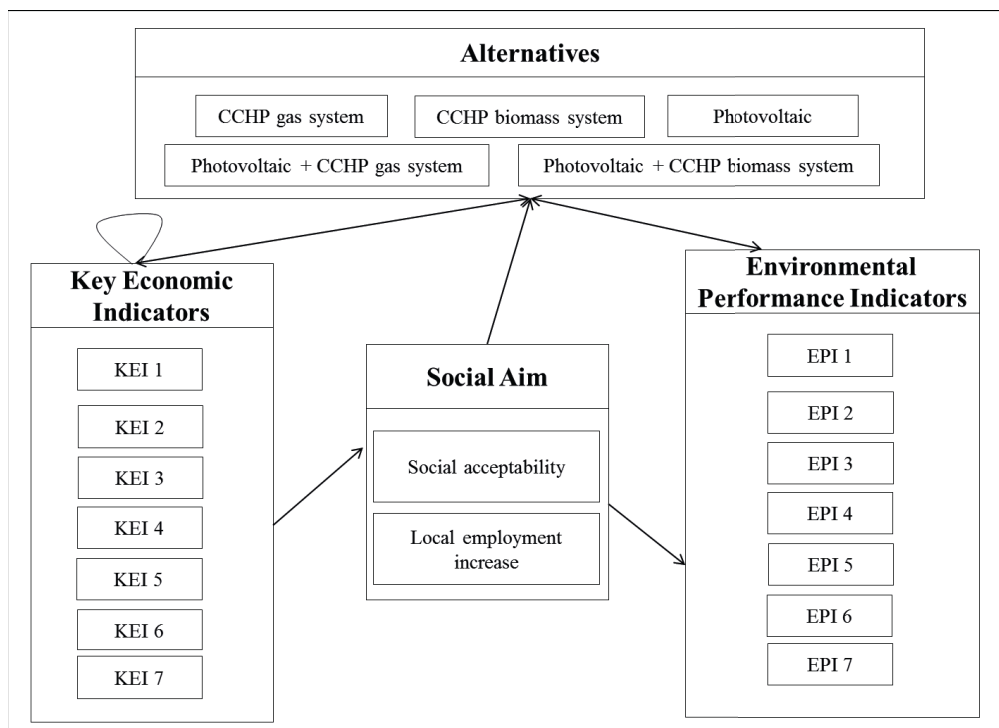 Alternatives
CCHP gas system
CCHP biomass system
Photovoltaic
Photovoltaic + CCHP gas system
Photovoltaic + CCHP biomass system
Key Economic
Indicators
KEI 1
KEI 2
KEI 3
KEI 4
KEI 5
KEI 6
KEI 7
Social Aim
Social acceptability
Local employment
increase
Environmental
Performance Indicators
EPI 1
EPI 2
EPI 3
EPI 4
EPI 5
EPI 6
EPI 7